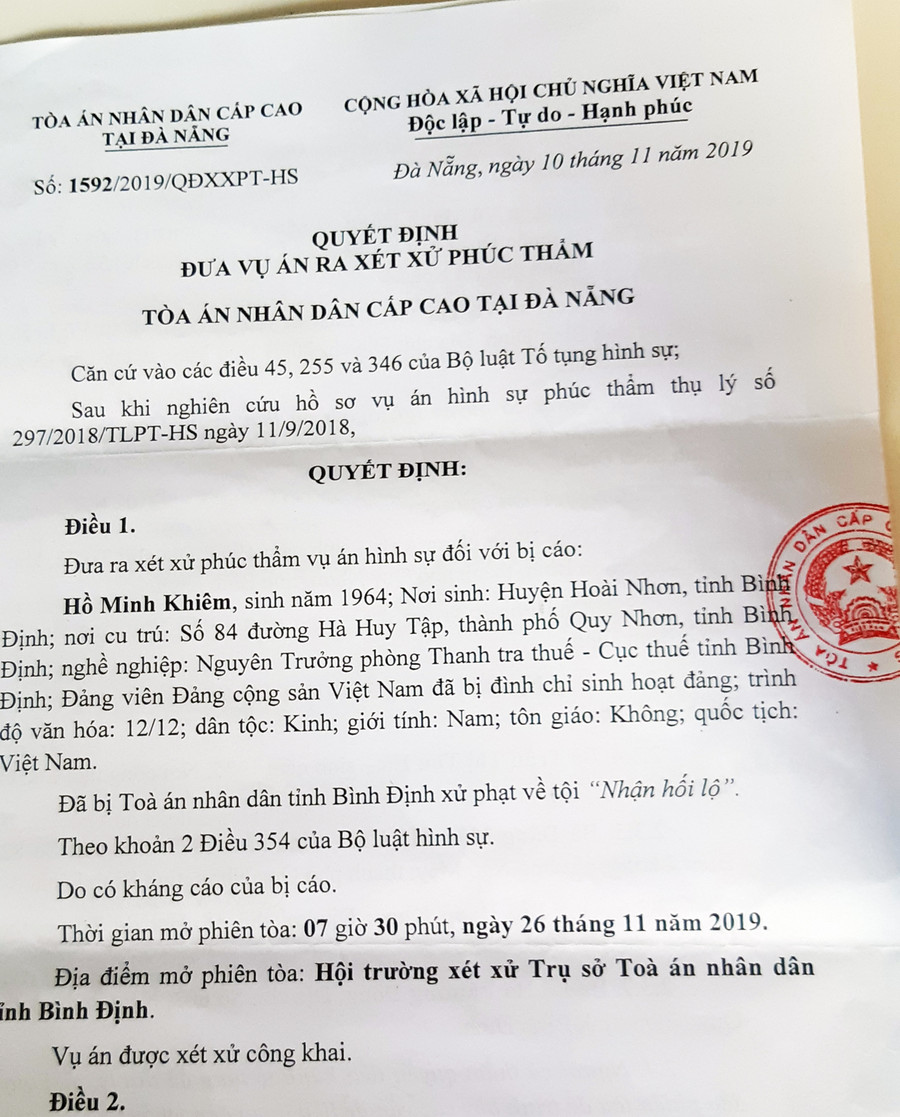 TÒA ÁN NHÂN DÂN CẤP CAO
TẠI ĐÀ NẴNG
CỘNG HÒA XÃ HỘI CHỦ NGHĨA VIỆT NAM
Độc lập - Tự do - Hạnh phúc
Số: 1592/2019/QĐXXPT-HS
Đà Nẵng, ngày 10 tháng 11 năm 2019
QUYẾT ĐỊNH
ĐƯA VỤ ÁN RA XÉT XỬ PHÚC THẨM
TÒA ÁN NHÂN DÂN CẤP CAO TẠI ĐÀ NẴNG
Căn cứ vào các điều 45, 255 và 346 của Bộ luật Tố tụng hình sự;
Sau khi nghiên cứu hồ sơ vụ án hình sự phúc thẩm thụ lý số
297/2018/TLPT-HS ngày 11/9/2018,
QUYẾT ĐỊNH:
Điều 1.
Đưa ra xét xử phúc thẩm vụ án hình sự đối với bị cáo:
Hồ Minh Khiêm, sinh năm 1964; Nơi sinh: Huyện Hoài Nhơn, tỉnh Bình
Định; nơi cu trú: Số 84 đường Hà Huy Tập, thành phố Quy Nhơn, tỉnh Bình
Định; nghề nghiệp: Nguyên Trưởng phòng Thanh tra thuế - Cục thuế tỉnh Bình
Định; Đảng viên Đảng cộng sản Việt Nam đã bị đình chỉ sinh hoạt đảng; trình
độ văn hóa: 12/12; dân tộc: Kinh; giới tính: Nam; tôn giáo: Không; quốc tịch:
Việt Nam.
Đã bị Toà án nhân dân tỉnh Bình Định xử phạt về tội “Nhận hối lộ”.
Theo khoản 2 Điều 354 của Bộ luật hình sự.
Do có kháng cáo của bị cáo.
Thời gian mở phiên tòa: 07 giờ 30 phút, ngày 26 tháng 11 năm 2019.
Địa điểm mở phiên tòa: Hội trường xét xử Trụ sở Toà án nhân dân
ỉnh Bình Định.
Vụ án được xét xử công khai.
Điều 2.
TÒA ÁN NHÂN DÂN CẤP C